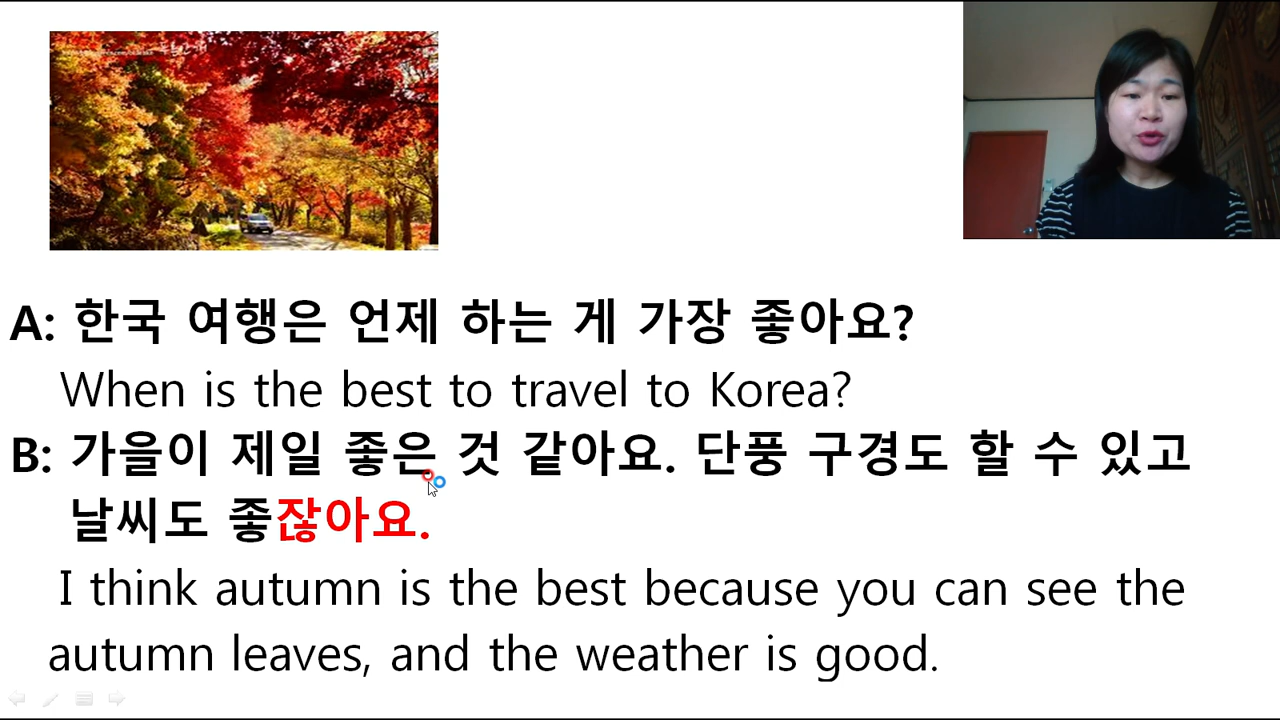 A: 한국 여행은 언제 하는 게 가장 좋아요?
When is the best to travel to Korea?
B: 가을이 제일 좋은 것 같아요. 단풍 구경도 할 수 있고
날씨도 좋잖아요.
I think autumn is the best because you can see the
autumn leaves, and the weather is good.